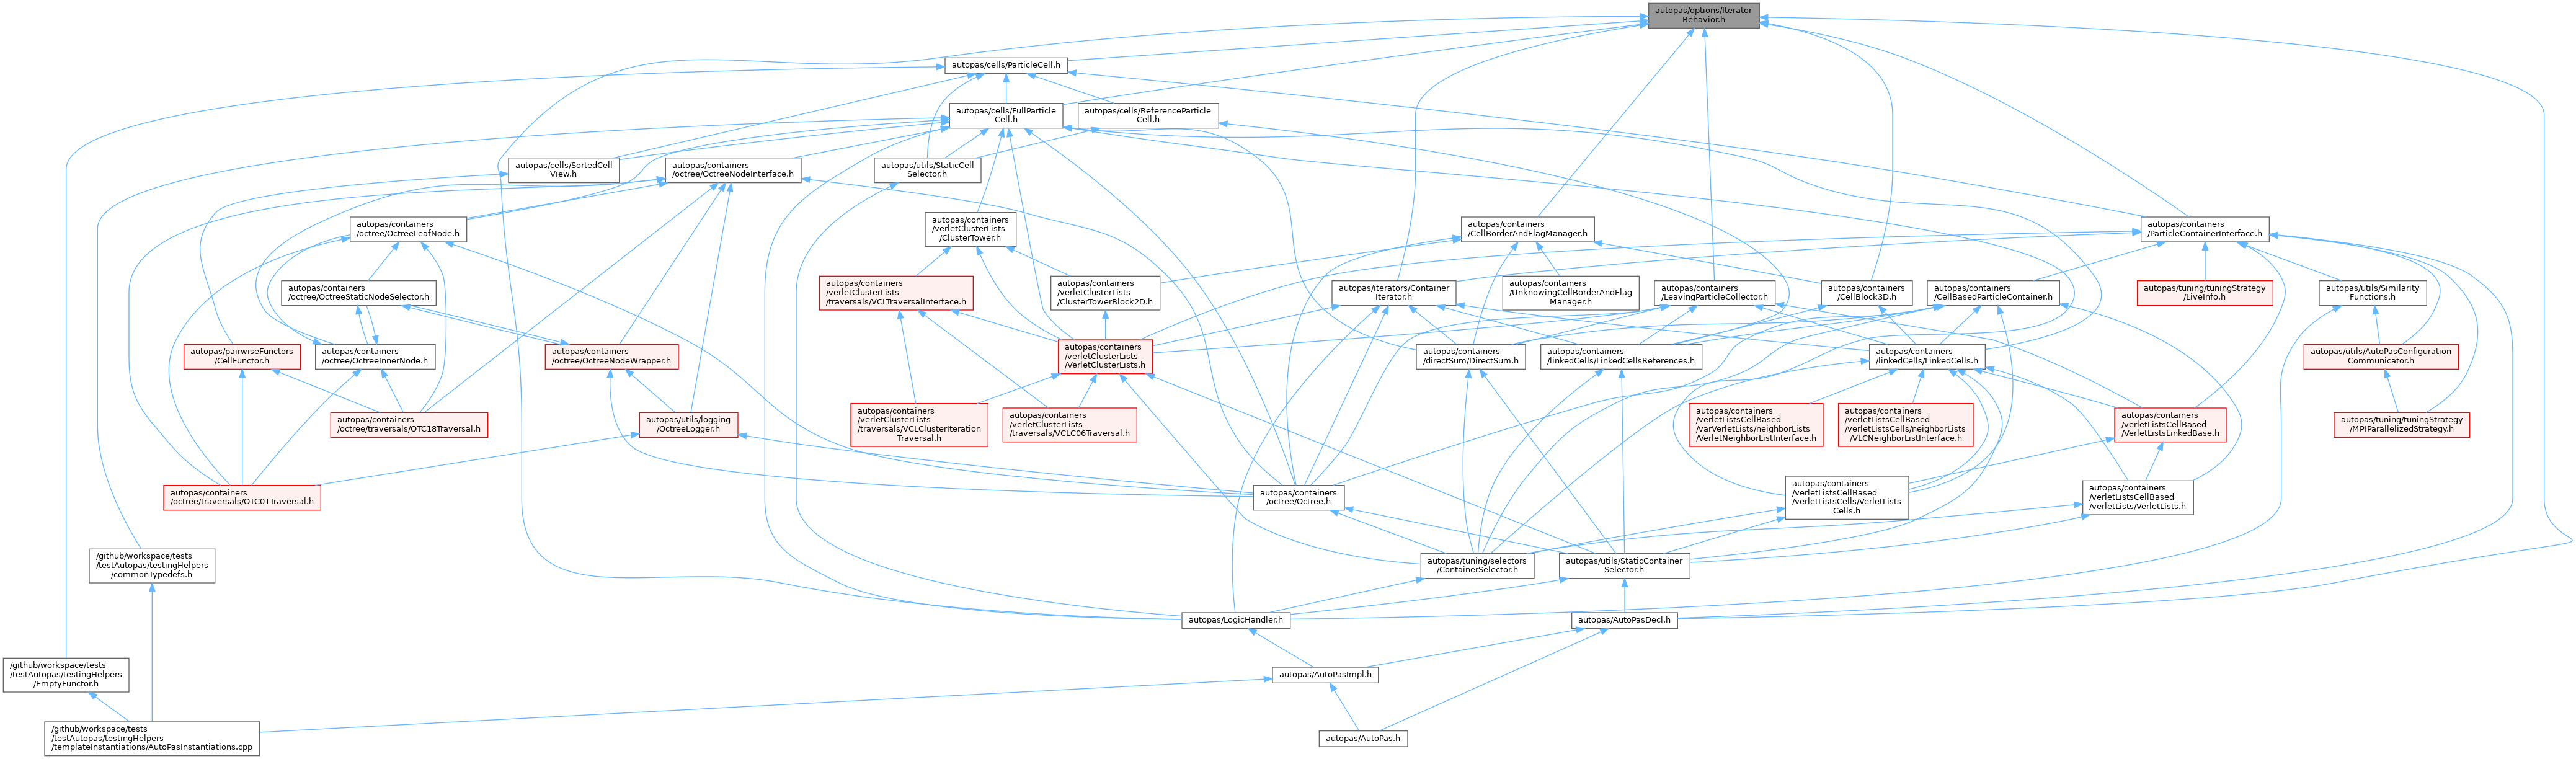 autopas/options/Iterator
Behavior.h
autopas/cells/ParticleCell.h
autopas/cells/FullParticle
Cell.h
autopas/cells/ReferenceParticle
Cell.h
autopas/cells/SortedCell
View.h
autopas/containers
/octree/OctreeNodeInterface.h
autopas/utils/StaticCell
Selector.h
autopas/containers
/octree/OctreeLeafNode.h
autopas/containers
/verletClusterLists
/ClusterTower.h
autopas/containers
/CellBorderAndFlagManager.h
autopas/containers
/ParticleContainerInterface.h
autopas/containers
/octree/OctreeStaticNodeSelector.h
autopas/containers
/verletClusterLists
/traversals/VCLTraversalInterface.h
autopas/containers
/verletClusterLists
/ClusterTowerBlock2D.h
autopas/iterators/Container
Iterator.h
autopas/containers
/UnknowingCellBorderAndFlag
Manager.h
autopas/containers
/LeavingParticleCollector.h
autopas/containers
/CellBlock3D.h
autopas/containers
/CellBasedParticleContainer.h
autopas/tuning/tuningStrategy
/LiveInfo.h
autopas/utils/Similarity
Functions.h
autopas/pairwiseFunctors
/CellFunctor.h
autopas/containers
/octree/OctreeInnerNode.h
autopas/containers
/octree/OctreeNodeWrapper.h
autopas/containers
/verletClusterLists
/VerletClusterLists.h
autopas/containers
/directSum/DirectSum.h
autopas/containers
/linkedCells/LinkedCellsReferences.h
autopas/containers
/linkedCells/LinkedCells.h
autopas/utils/AutoPasConfiguration
Communicator.h
autopas/containers
/octree/traversals/OTC18Traversal.h
autopas/utils/logging
/OctreeLogger.h
autopas/containers
/verletClusterLists
/traversals/VCLClusterIteration
Traversal.h
autopas/containers
/verletClusterLists
/traversals/VCLC06Traversal.h
autopas/containers
/verletListsCellBased
/varVerletLists/neighborLists
/VerletNeighborListInterface.h
autopas/containers
/verletListsCellBased
/verletListsCells/neighborLists
/VLCNeighborListInterface.h
autopas/containers
/verletListsCellBased
/VerletListsLinkedBase.h
autopas/tuning/tuningStrategy
/MPIParallelizedStrategy.h
autopas/containers
/octree/traversals/OTC01Traversal.h
autopas/containers
/octree/Octree.h
autopas/containers
/verletListsCellBased
/verletListsCells/VerletLists
Cells.h
autopas/containers
/verletListsCellBased
/verletLists/VerletLists.h
/github/workspace/tests
/testAutopas/testingHelpers
/commonTypedefs.h
autopas/tuning/selectors
/ContainerSelector.h
autopas/utils/StaticContainer
Selector.h
autopas/LogicHandler.h
autopas/AutoPasDecl.h
/github/workspace/tests
/testAutopas/testingHelpers
/EmptyFunctor.h
autopas/AutoPasImpl.h
/github/workspace/tests
/testAutopas/testingHelpers
/templateInstantiations/AutoPasInstantiations.cpp
autopas/AutoPas.h